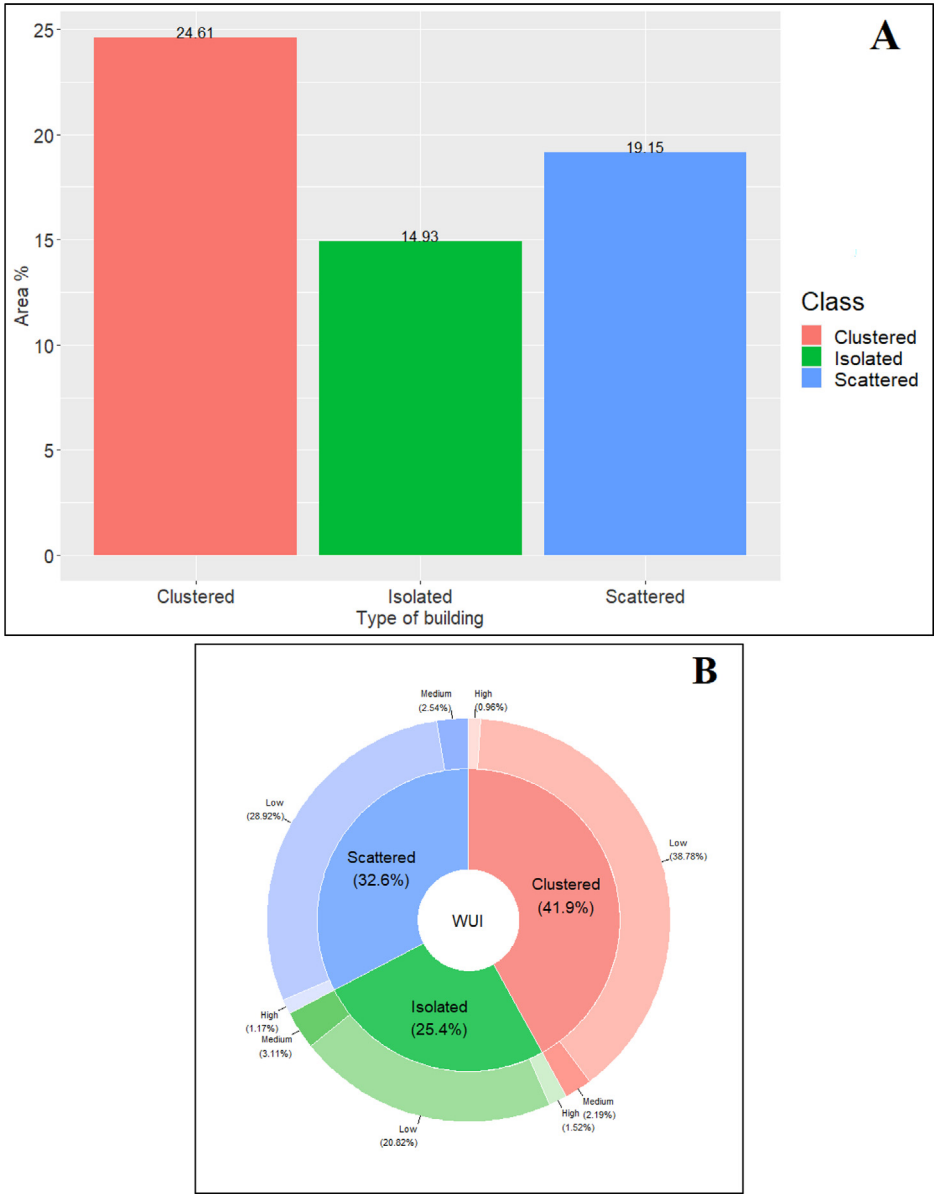 A
25
20
15
10
5
0
Area %
24.61
14.93
19.15
Clustered
Isolated
Scattered
Type of building
Class
Clustered
Isolated
Scattered
B
Medium
(2.54%)
High
(0.96%)
Low
(28.92%)
Low
(38.78%)
Scattered
(32.6%)
Clustered
(41.9%)
WUI
Isolated
(25.4%)
High
(1.17%)
Medium
(3.11%)
Low
(20.82%)
High
(1.52%)
Medium
(2.19%)